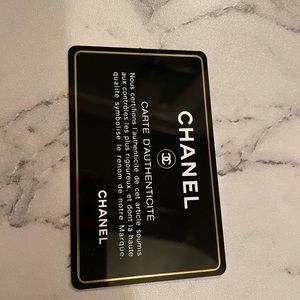 CHANEL
CARTE D'AUTHENTICITÉ
Nous certifions l'authenticité de cet article soumis
aux contrôles les plus rigoureux, et dont la haute
qualité symbolise le renom de notre Marque.
CHANEL